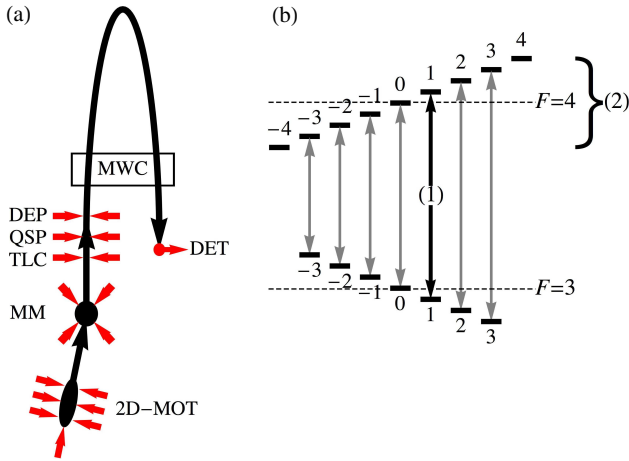 (a)
MWC
DEP
QSP
TLC
DET
MM
2D−MOT
(b)
4
3
2
1
0
−1
−2
−3
−4
F=4
(2)
(1)
−3
−2
−1
0
1
2
3
F=3